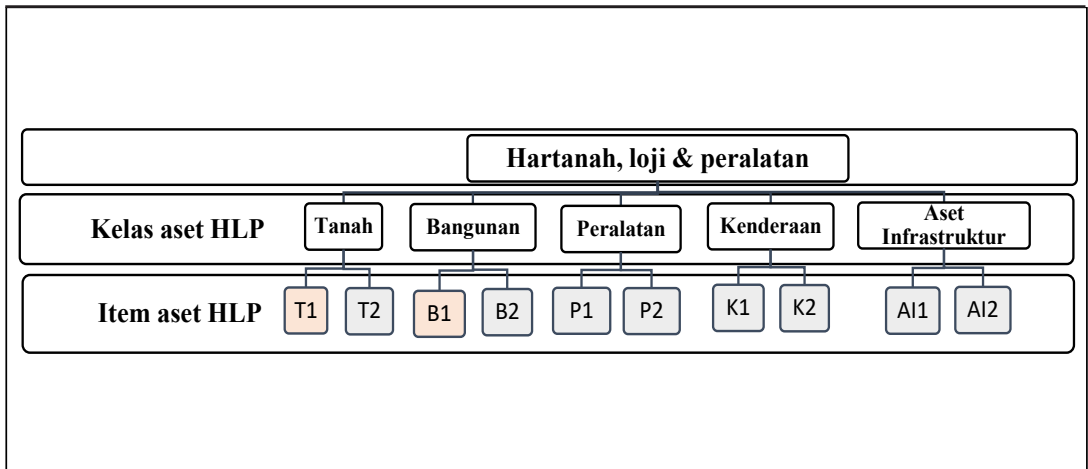 Hartanah, loji & peralatan
Kelas aset HLP
Tanah
Bangunan
Peralatan
Kenderaan
Aset
Infrastruktur
Item aset HLP
T1
T2
B1
B2
P1
P2
K1
K2
AI1
AI2